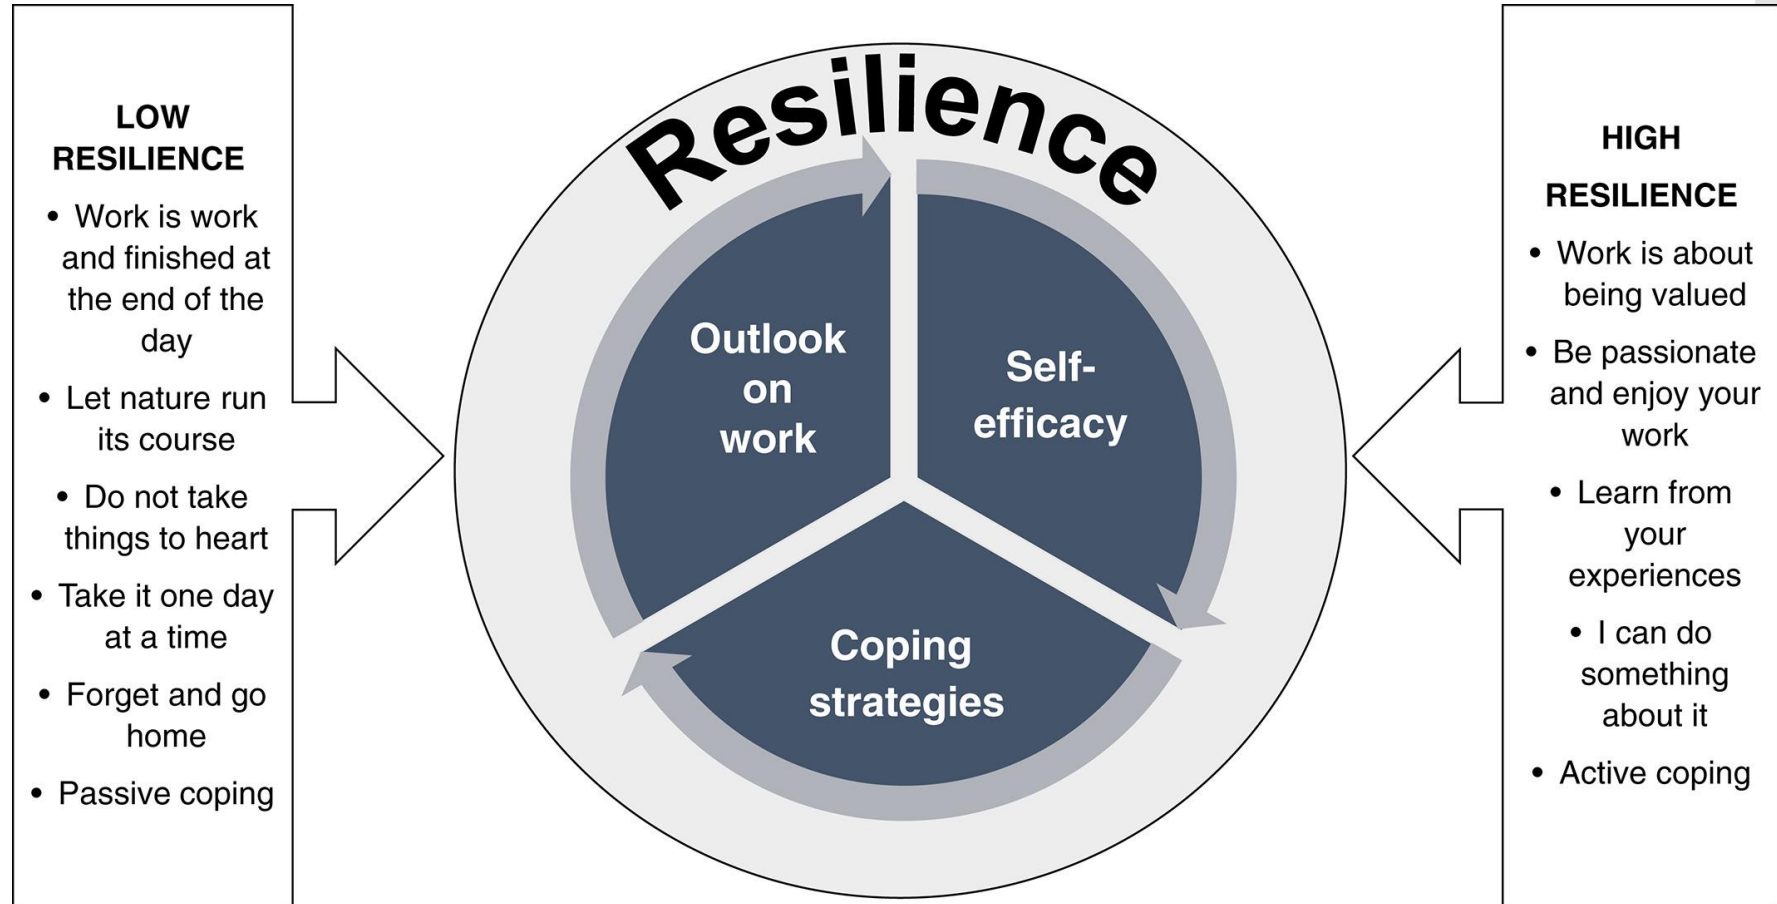 LOW
RESILIENCE
• Work is work
and finished at
the end of the
day
• Let nature run
its course
• Do not take
things to heart
• Take it one day
at a time
• Forget and go
home
• Passive coping
Resilience
Outlook
on
work
Self-
efficacy
Coping
strategies
HIGH
RESILIENCE
• Work is about
being valued
• Be passionate
and enjoy your
work
• Learn from
your
experiences
• I can do
something
about it
• Active coping